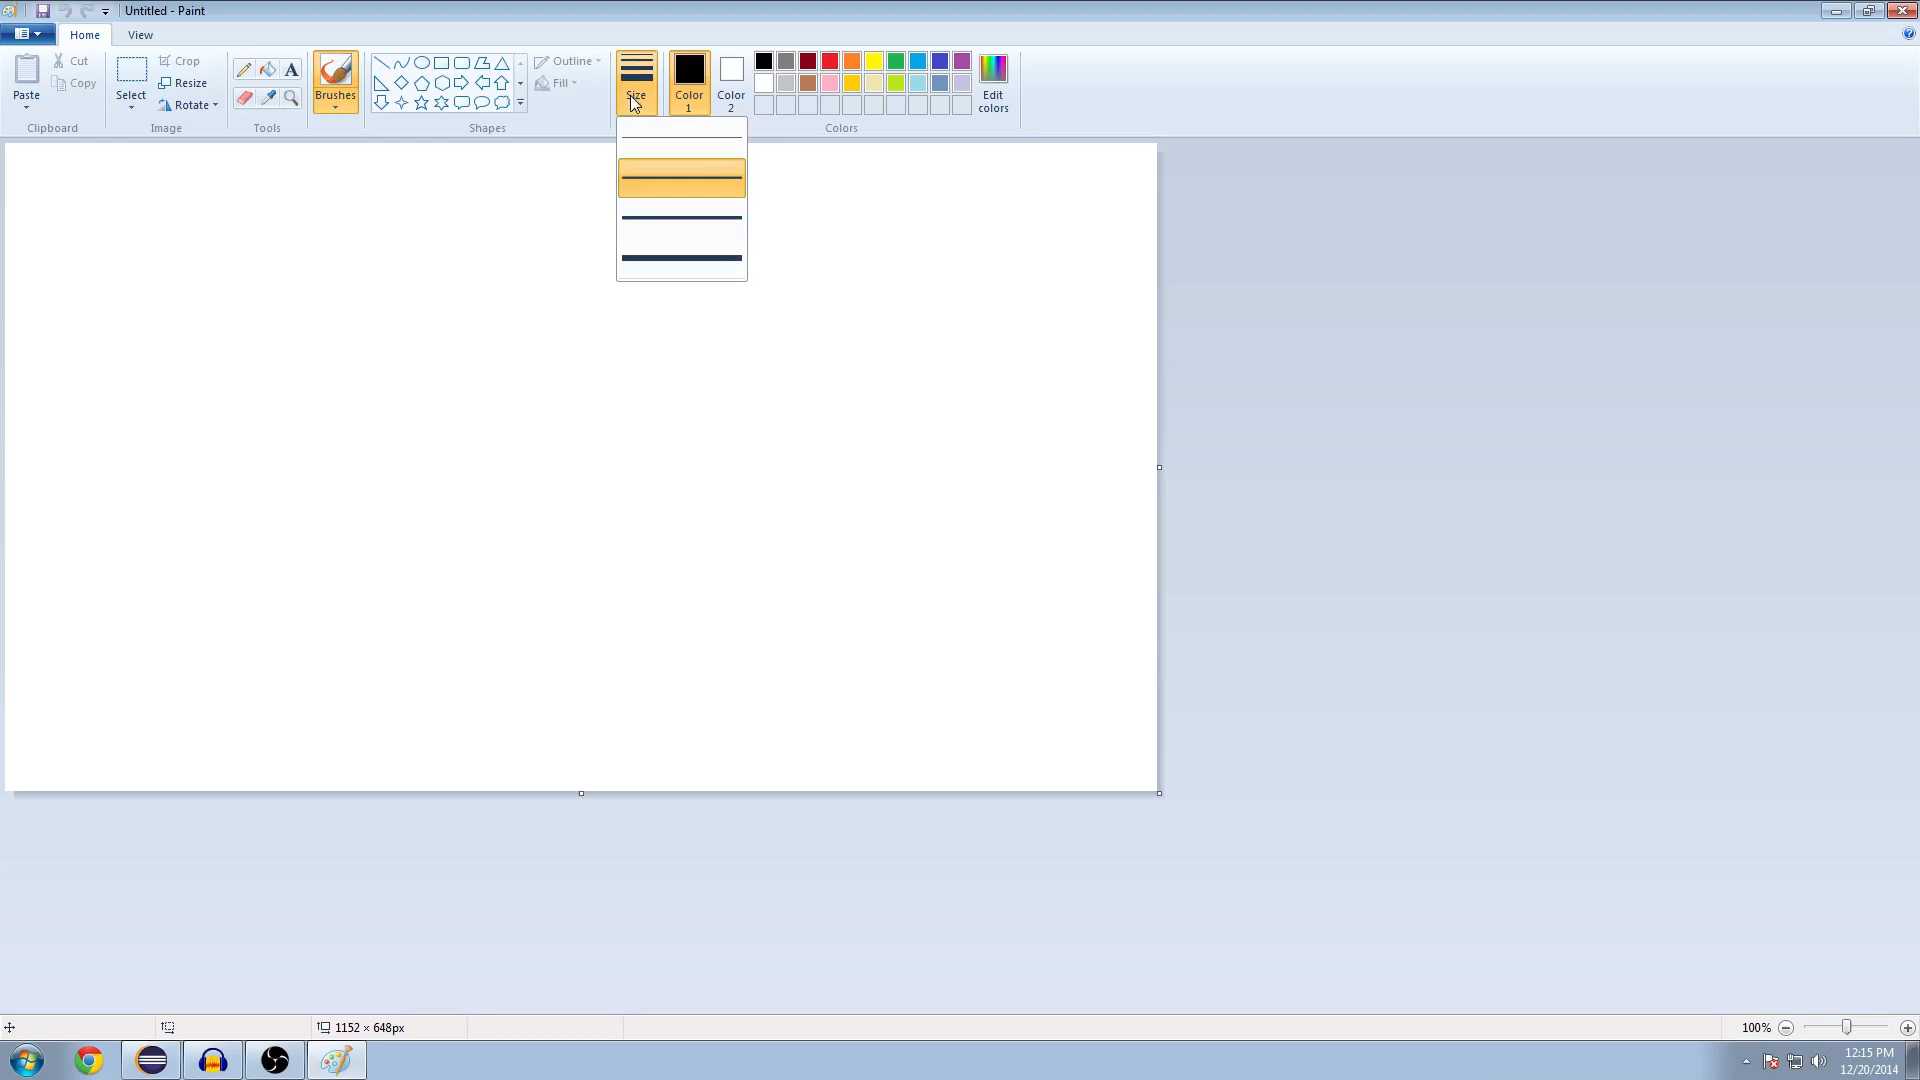 Untitled - Paint
Home View
Paste
Cut
Copy
Clipboard
Select
Crop
Resize
Rotate
Image
A
Tools
Brushes
Shapes
Outline
Fill
Size
Color
1
Color
2
Edit
colors
Colors
1152 × 648px
100%
12:15 PM
12/20/2014